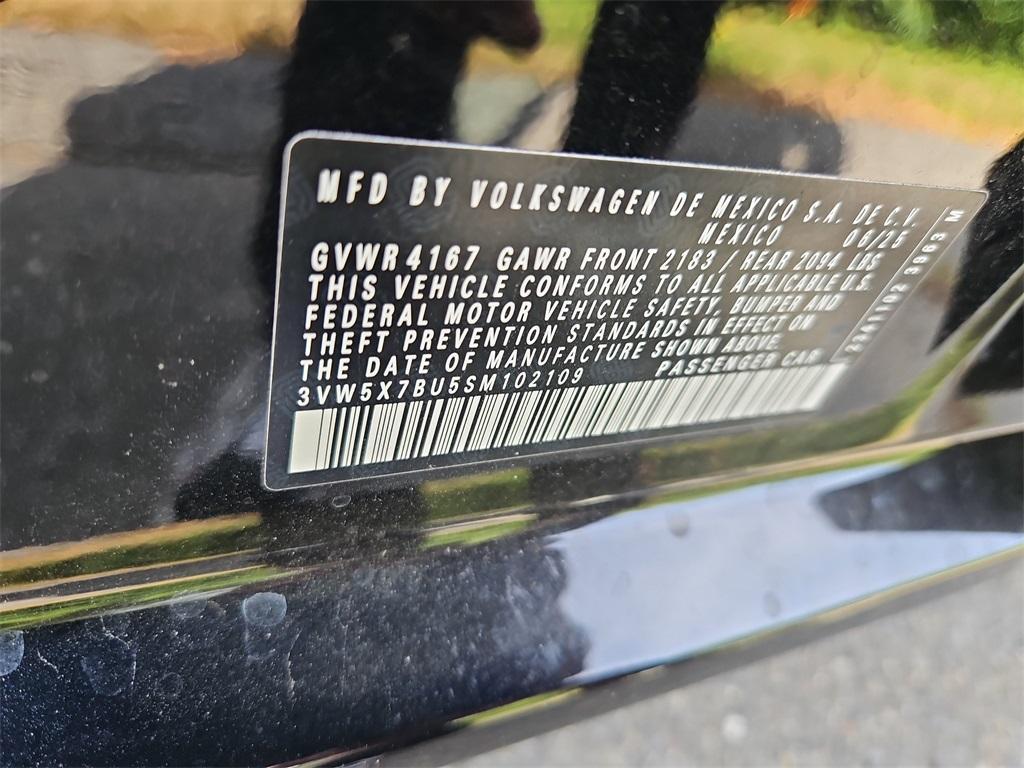 MFD BY VOLKSWAGEN DE MEXICO S.A. DE C.V.
MEXICO 06/25
GVWR 4167 GAWR FRONT 2183 / REAR 2094 LBS
THIS VEHICLE CONFORMS TO ALL APPLICABLE U.S.
FEDERAL MOTOR VEHICLE SAFETY, BUMPER AND
THEFT PREVENTION STANDARDS IN EFFECT ON
THE DATE OF MANUFACTURE SHOWN ABOVE.
3VW5X7BU5SM102109 PASSENGER CAR